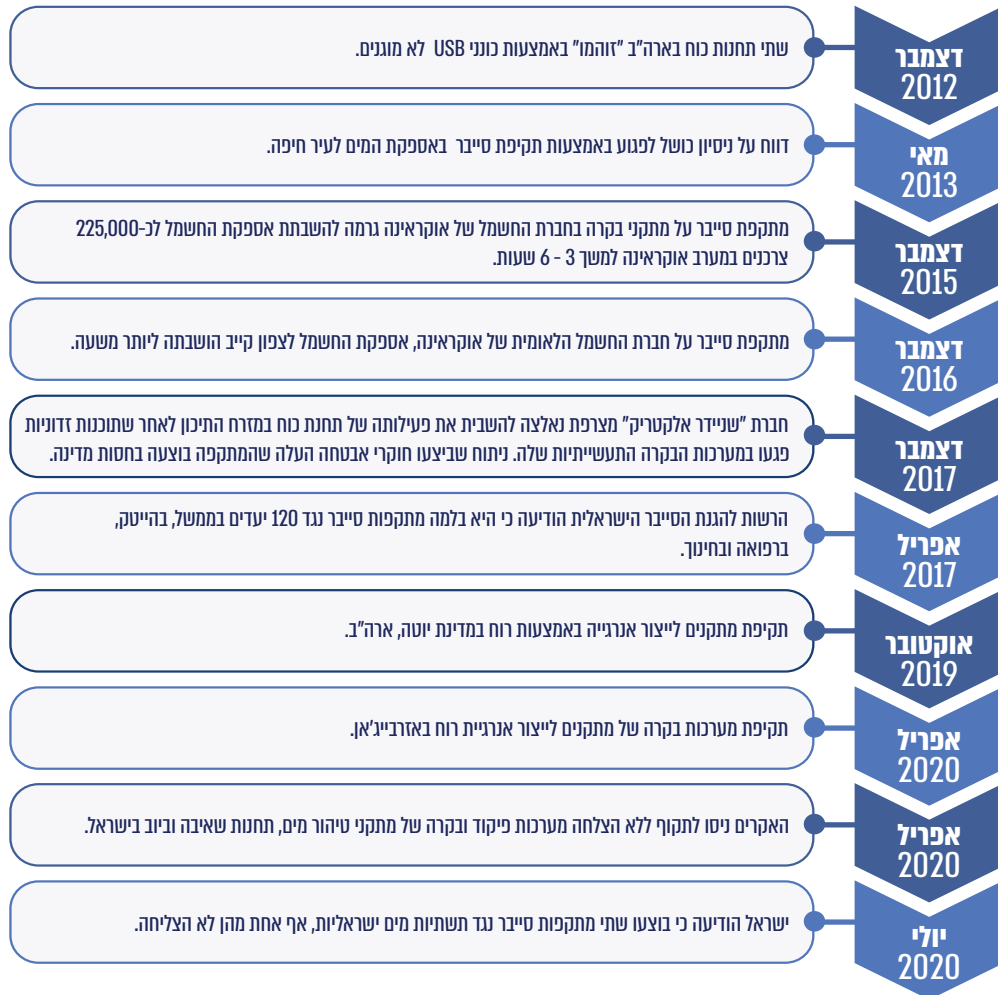 דצמבר
2012
שתי תחנות כוח בארה"ב "זוהמו" באמצעות כונני USB לא מוגנים.
מאי
2013
דווח על ניסיון כושל לפגוע באמצעות תקיפת סייבר באספקת המים לעיר חיפה.
דצמבר
2015
מתקפת סייבר על מתקני בקרה בחברת החשמל של אוקראינה גרמה להשבתת אספקת החשמל לכ-225,000
צרכנים במערב אוקראינה למשך 3 - 6 שעות.
דצמבר
2016
מתקפת סייבר על חברת החשמל הלאומית של אוקראינה, אספקת החשמל לצפון קייב הושבתה ליותר משעה.
דצמבר
2017
חברת "שניידר אלקטריק" מצרפת נאלצה להשבית את פעילותה של תחנת כוח במזרח התיכון לאחר שתוכנות זדוניות
פגעו במערכות הבקרה התעשייתיות שלה. ניתוח שביצעו חוקרי אבטחה העלה שהמתקפה בוצעה בחסות מדינה.
אפריל
2017
הרשות להגנת הסייבר הישראלית הודיעה כי היא בלמה מתקפות סייבר נגד 120 יעדים בממשל, בהייטק,
ברפואה ובחינוך.
אוקטובר
2019
תקיפת מתקנים לייצור אנרגייה באמצעות רוח במדינת יוטה, ארה"ב.
אפריל
2020
תקיפת מערכות בקרה של מתקנים לייצור אנרגיית רוח באזרבייג'אן.
אפריל
2020
האקרים ניסו לתקוף ללא הצלחה מערכות פיקוד ובקרה של מתקני טיהור מים, תחנות שאיבה וביוב בישראל.
יולי
2020
ישראל הודיעה כי בוצעו שתי מתקפות סייבר נגד תשתיות מים ישראליות, אף אחת מהן לא הצליחה.